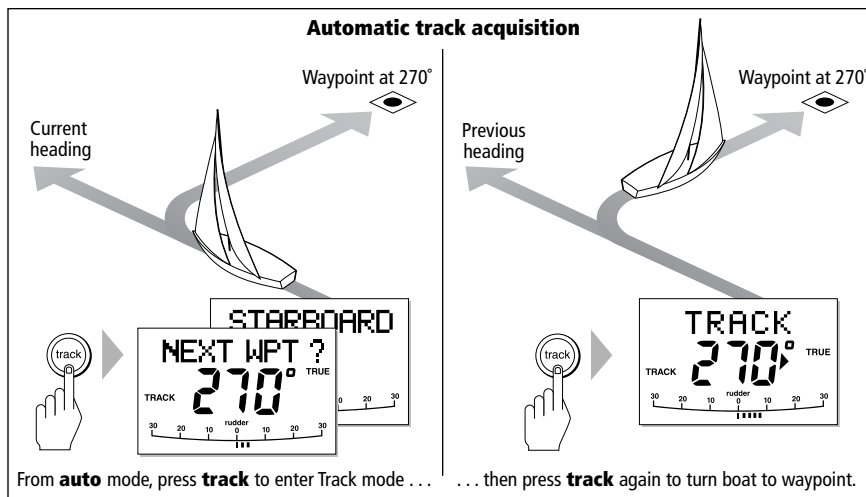 Automatic track acquisition
Waypoint at 270°
Current
heading
STARBOARD
track
NEXT WPT ?
270°
TRUE
TRACK
rudder
30 20 10 0 10 20 30
0 20 30
From auto mode, press track to enter Track mode . . .
Waypoint at 270°
Previous
heading
track
TRACK
270°
TRUE
TRACK
rudder
30 20 10 0 10 20 30
. . . then press track again to turn boat to waypoint.